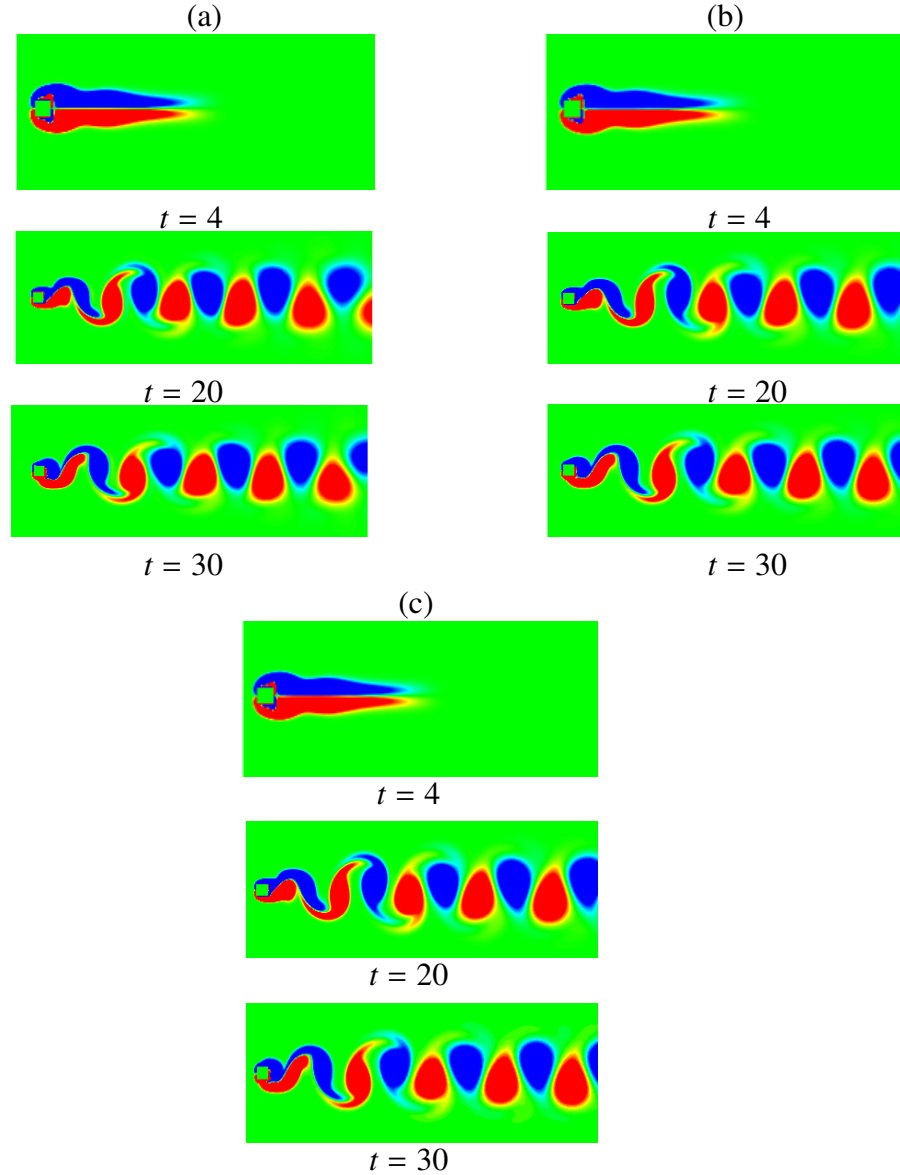 (a)
t = 4
t = 20
t = 30
(b)
t = 4
t = 20
t = 30
(c)
t = 4
t = 20
t = 30